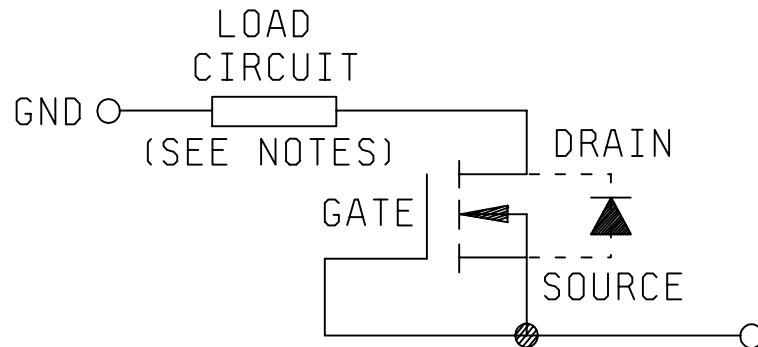 LOAD
CIRCUIT
GND
(SEE NOTES)
DRAIN
GATE
SOURCE